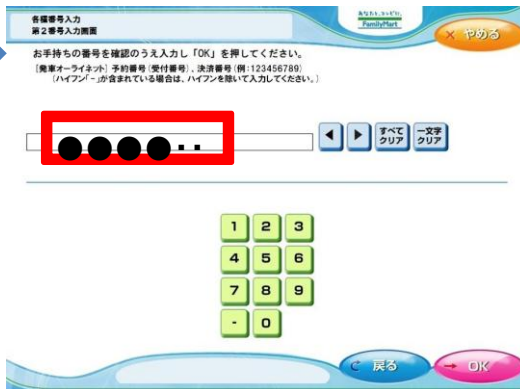 各種番号入力
第2番号入力画面
あなたと、コンビに、
FamilyMart
× やめる
お手持ちの番号を確認のうえ入力し「OK」を押してください。
[発車オーライネット] 予約番号(受付番号)、決済番号(例:123456789)
(ハイフン「-」が含まれている場合は、ハイフンを除いて入力してください。)
●●●●··
◀ ▶ すべてクリア 一文字クリア
1 2 3
4 5 6
7 8 9
- 0
戻る → OK